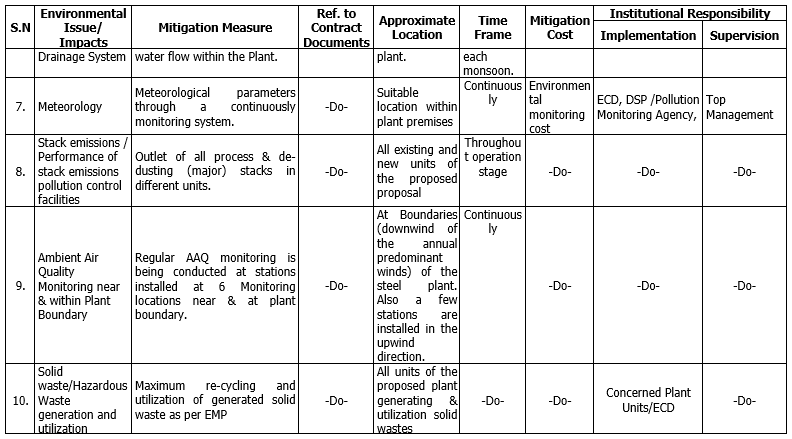 S.N Environmental Issue/ Impacts Mitigation Measure Ref. to Contract Documents Approximate Location Time Frame Mitigation Cost Institutional Responsibility
Implementation Supervision
Drainage System water flow within the Plant. plant. each monsoon.
7. Meteorology Meteorological parameters through a continuously monitoring system. -Do- Suitable location within plant premises Continuous ly Environmen tal monitoring cost ECD, DSP /Pollution Monitoring Agency, Top Management
8. Stack emissions / Performance of stack emissions pollution control facilities Outlet of all process & de-dusting (major) stacks in different units. -Do- All existing and new units of the proposed proposal Throughou t operation stage -Do- -Do- -Do-
9. Ambient Air Quality Monitoring near & within Plant Boundary Regular AAQ monitoring is being conducted at stations installed at 6 Monitoring locations near & at plant boundary. -Do- At Boundaries (downwind of the annual predominant winds) of the steel plant. Also a few stations are installed in the upwind direction. Continuous ly -Do- -Do- -Do-
10. Solid waste/Hazardous Waste generation and utilization Maximum re-cycling and utilization of generated solid waste as per EMP -Do- All units of the proposed plant generating & utilization solid wastes -Do- -Do- Concerned Plant Units/ECD -Do-